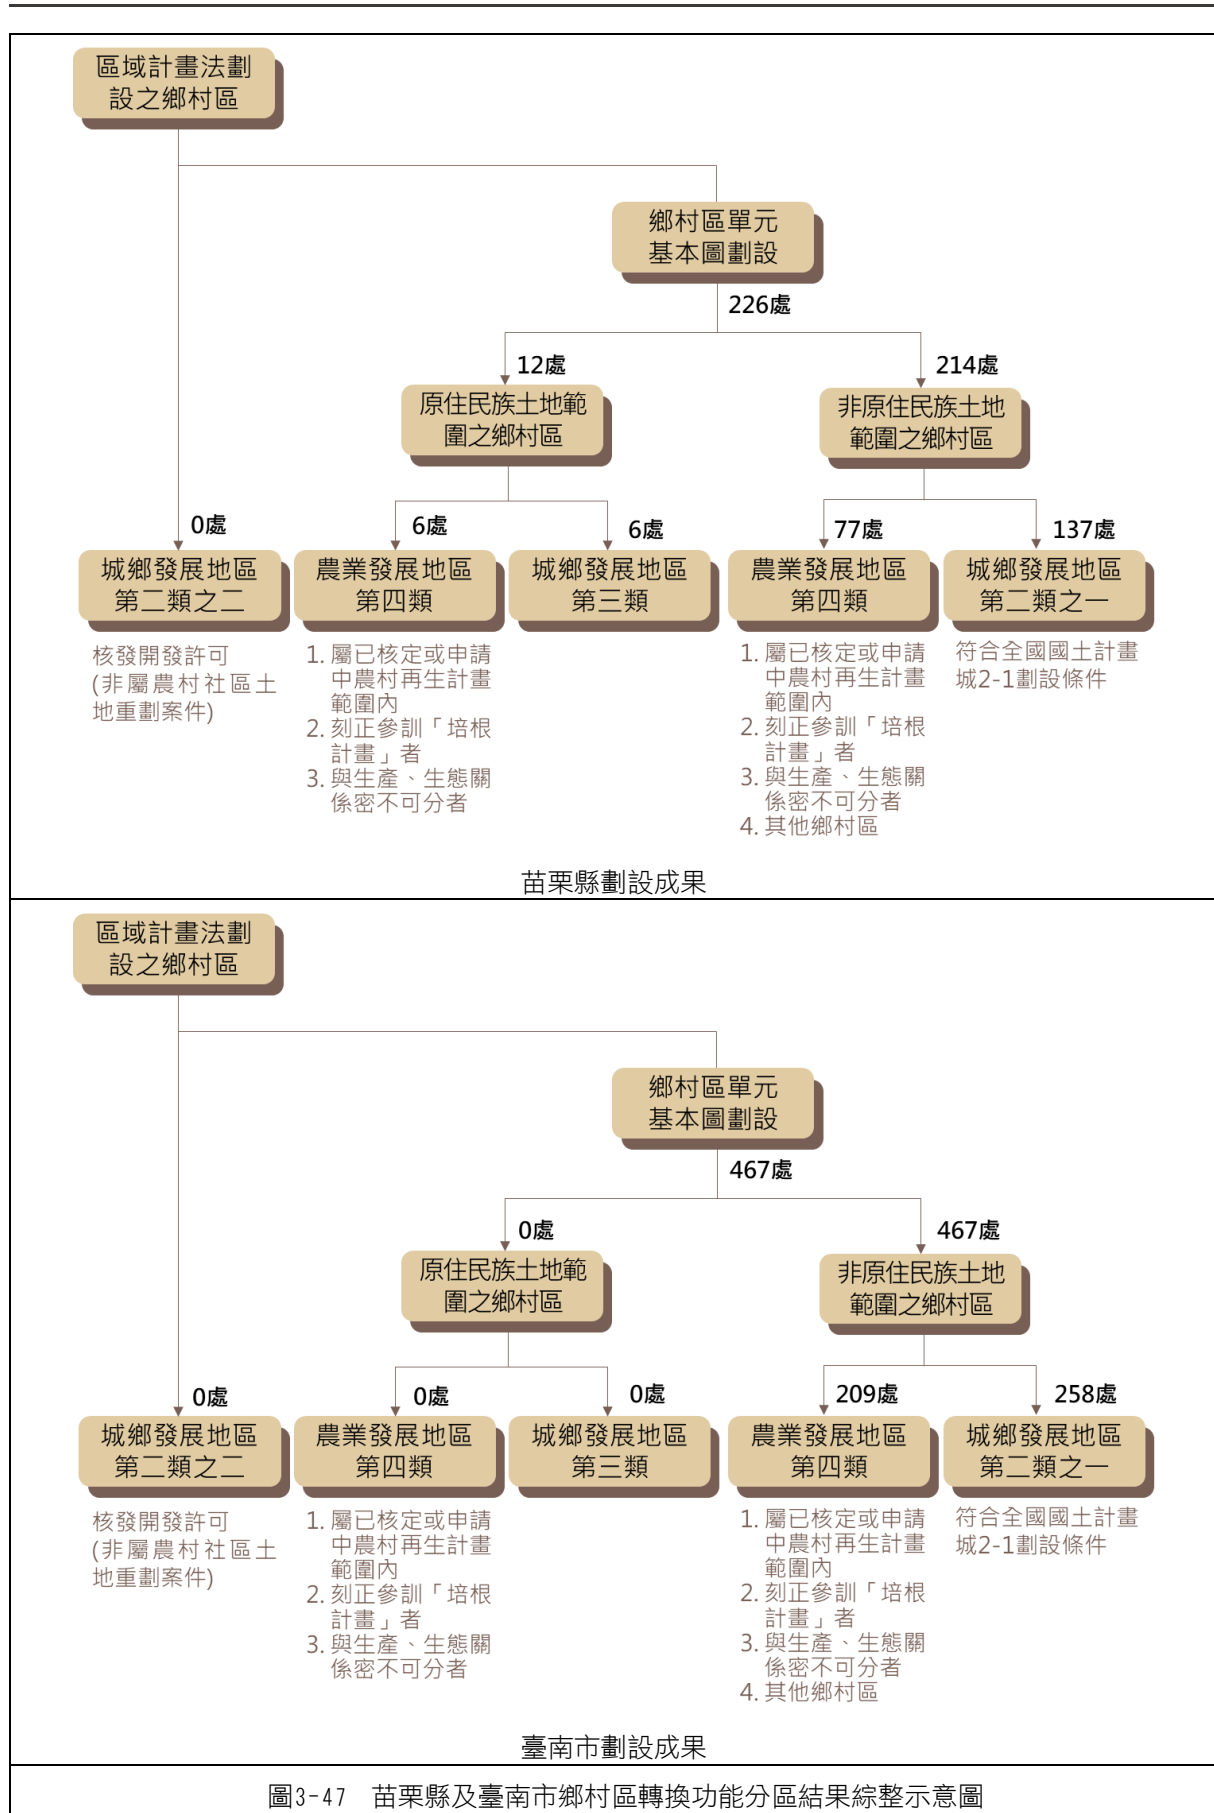 區域計畫法劃
設之鄉村區
鄉村區單元
基本圖劃設
226處
12處
214處
原住民族土地範
圍之鄉村區
非原住民族土地
範圍之鄉村區
0處
6處
6處
77處
137處
城鄉發展地區
第二類之二
農業發展地區
第四類
城鄉發展地區
第三類
農業發展地區
第四類
城鄉發展地區
第二類之一
核發開發許可
(非屬農村社區土
地重劃案件)
1. 屬已核定或申請
中農村再生計畫
範圍內
2. 刻正參訓「培根
計畫」者
3. 與生產、生態關
係密不可分者
1. 屬已核定或申請
中農村再生計畫
範圍內
2. 刻正參訓「培根
計畫」者
3. 與生產、生態關
係密不可分者
4. 其他鄉村區
符合全國國土計畫
城2-1劃設條件
苗栗縣劃設成果
區域計畫法劃
設之鄉村區
鄉村區單元
基本圖劃設
467處
0處
467處
原住民族土地範
圍之鄉村區
非原住民族土地
範圍之鄉村區
0處
0處
0處
209處
258處
城鄉發展地區
第二類之二
農業發展地區
第四類
城鄉發展地區
第三類
農業發展地區
第四類
城鄉發展地區
第二類之一
核發開發許可
(非屬農村社區土
地重劃案件)
1. 屬已核定或申請
中農村再生計畫
範圍內
2. 刻正參訓「培根
計畫」者
3. 與生產、生態關
係密不可分者
1. 屬已核定或申請
中農村再生計畫
範圍內
2. 刻正參訓「培根
計畫」者
3. 與生產、生態關
係密不可分者
4. 其他鄉村區
符合全國國土計畫
城2-1劃設條件
臺南市劃設成果
圖3-47 苗栗縣及臺南市鄉村區轉換功能分區結果綜整示意圖